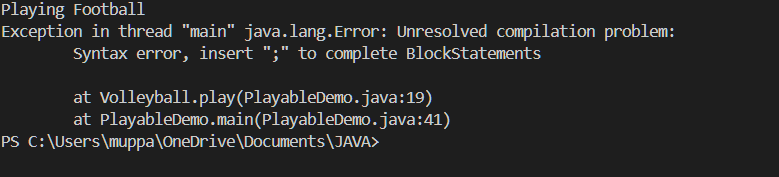 Playing Football
Exception in thread "main" java.lang.Error: Unresolved compilation problem:
        Syntax error, insert ";" to complete BlockStatements

        at Volleyball.play(PlayableDemo.java:19)
        at PlayableDemo.main(PlayableDemo.java:41)
PS C:\Users\muppa\OneDrive\Documents\JAVA>